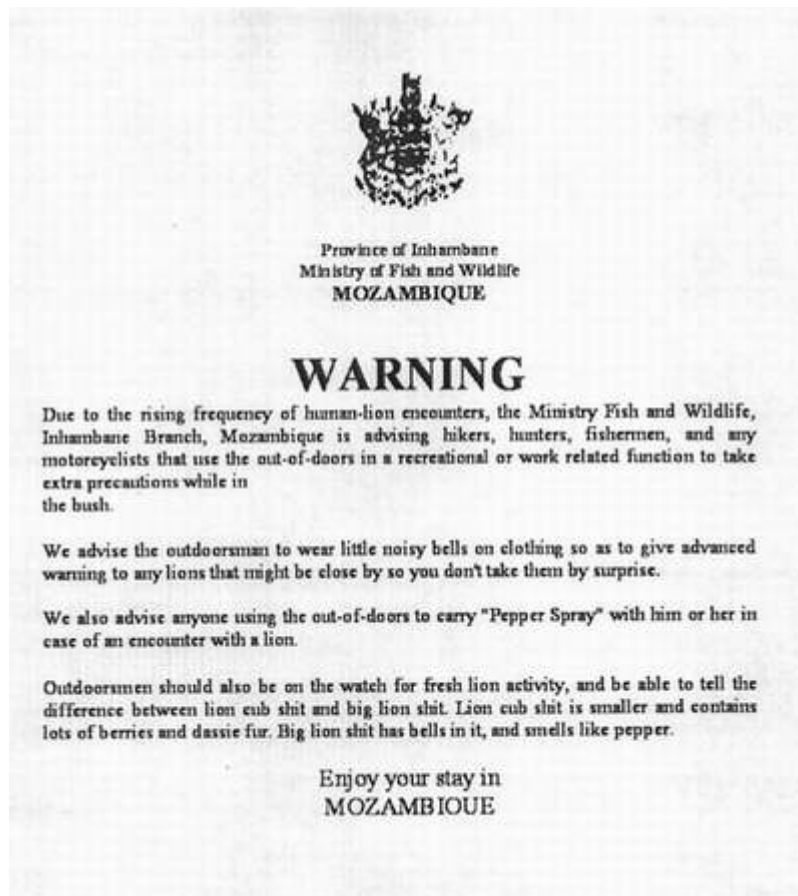 Province of Inhambane
Ministry of Fish and Wildlife
MOZAMBIQUE
WARNING
Due to the rising frequency of human-lion encounters, the Ministry Fish and Wildlife,
Inhambane Branch, Mozambique is advising hikers, hunters, fishermen, and any
motorcyclists that use the out-of-doors in a recreational or work related function to take
extra precautions while in
the bush.
We advise the outdoorsman to wear little noisy bells on clothing so as to give advanced
warning to any lions that might be close by so you don't take them by surprise.
We also advise anyone using the out-of-doors to carry "Pepper Spray" with him or her in
case of an encounter with a lion.
Outdoorsmen should also be on the watch for fresh lion activity, and be able to tell the
difference between lion cub shit and big lion shit. Lion cub shit is smaller and contains
lots of berries and dassie fur. Big lion shit has bells in it, and smells like pepper.
Enjoy your stay in
MOZAMBIQUE